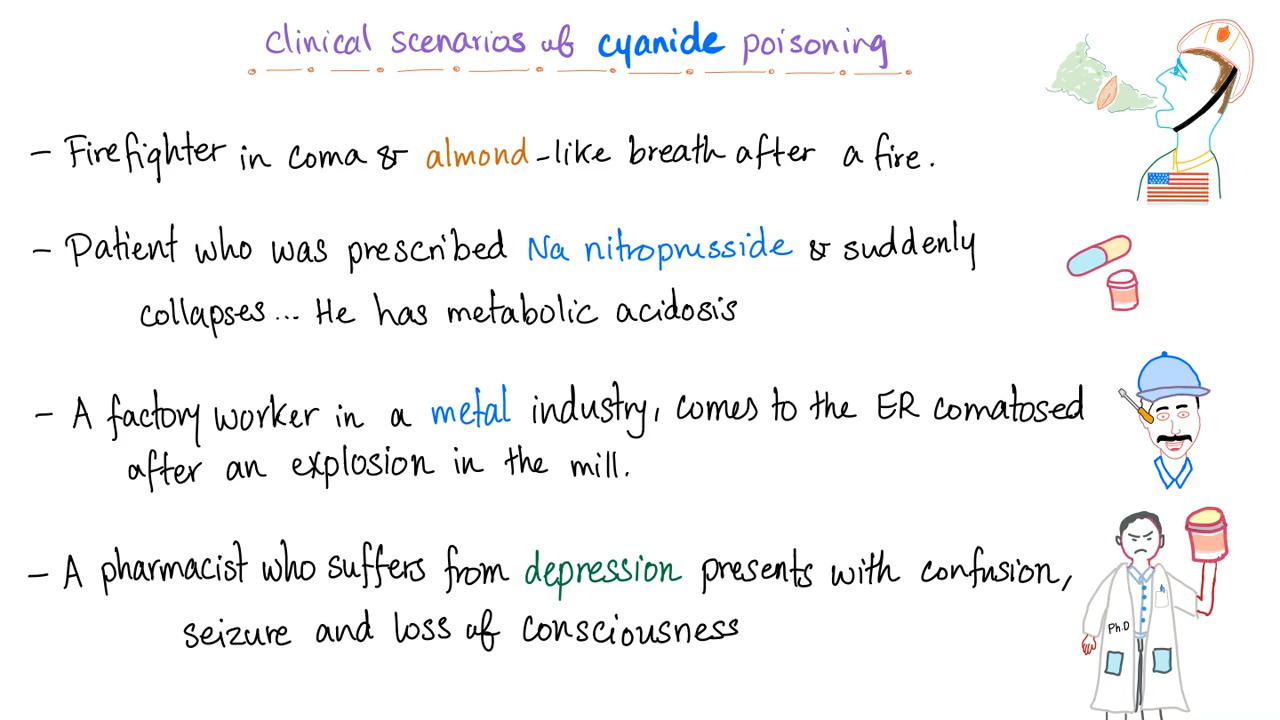 clinical scenarios of cyanide poisoning
- Firefighter in coma & almond-like breath after a fire.
- Patient who was prescribed Na nitroprusside & suddenly
collapses... He has metabolic acidosis
- A factory worker in a metal industry, comes to the ER comatosed
after an explosion in the mill.
- A pharmacist who suffers from depression presents with confusion,
seizure and loss of consciousness
Ph.D